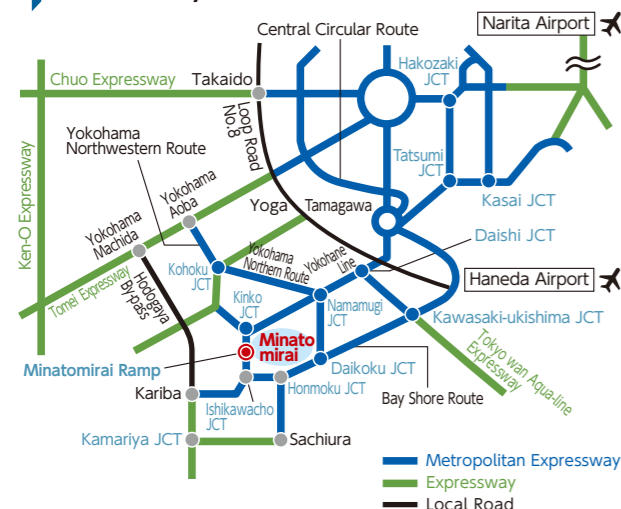 Central Circular Route
Narita Airport
Hakozaki
JCT
Chuo Expressway
Takaido
Loop Road
No.8
Yokohama
Northwestern Route
Tatsumi
JCT
Ken-O Expressway
Yokohama
Aoba
Yoga
Tamagawa
Kasai JCT
Yokohama
Machida
Daishi JCT
Kohoku
JCT
Yokohama
Northern Route
Yokohane
Line
Haneda Airport
Tomei Expressway
Hodogaya
By-pass
Kinko
JCT
Namamugi
JCT
Kawasaki-ukishima JCT
Minato
mirai
Tokyo wan Aqua-line
Expressway
Minatomirai Ramp
Daikoku JCT
Kariba
Honmoku JCT
Bay Shore Route
Ishikawacho
JCT
Kamariya JCT
Sachiura
Metropolitan Expressway
Expressway
Local Road